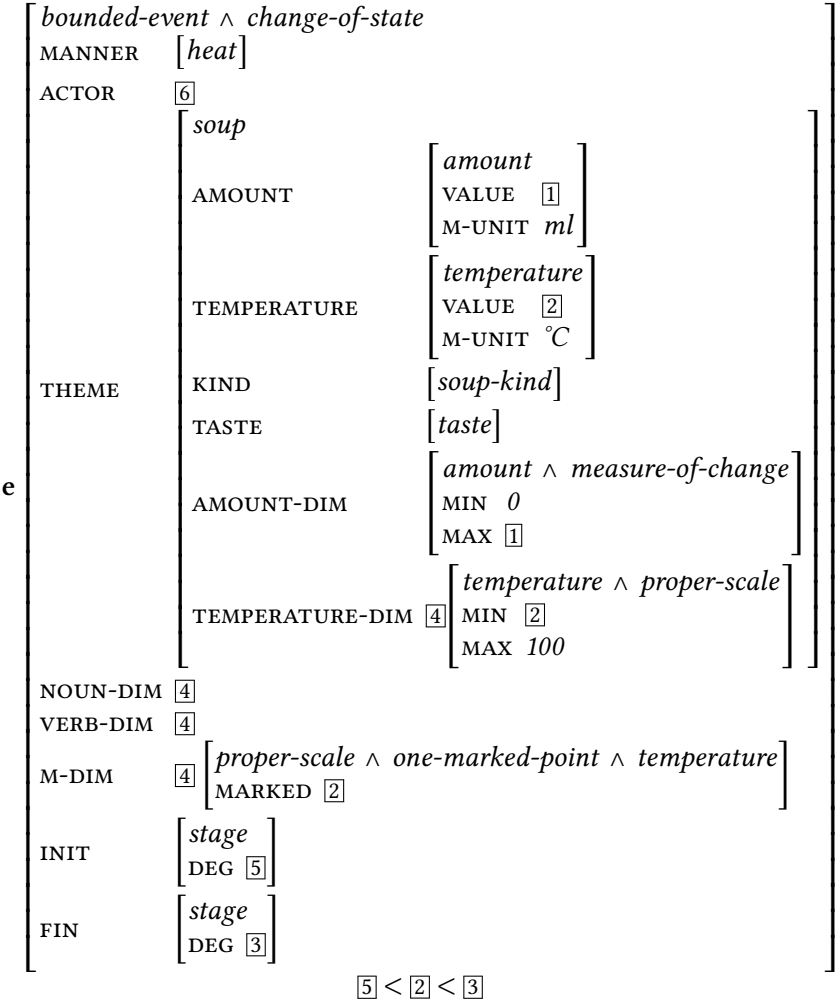 bounded-event ∧ change-of-state
MANNER [heat]
ACTOR 6
soup
AMOUNT
amount
VALUE 1
M-UNIT ml
TEMPERATURE
temperature
VALUE 2
M-UNIT °C
THEME
KIND [soup-kind]
TASTE [taste]
e
AMOUNT-DIM
amount ∧ measure-of-change
MIN 0
MAX 1
TEMPERATURE-DIM 4
temperature ∧ proper-scale
MIN 2
MAX 100
NOUN-DIM 4
VERB-DIM 4
M-DIM 4
proper-scale ∧ one-marked-point ∧ temperature
MARKED 2
INIT
stage
DEG 5
FIN
stage
DEG 3
5 < 2 < 3